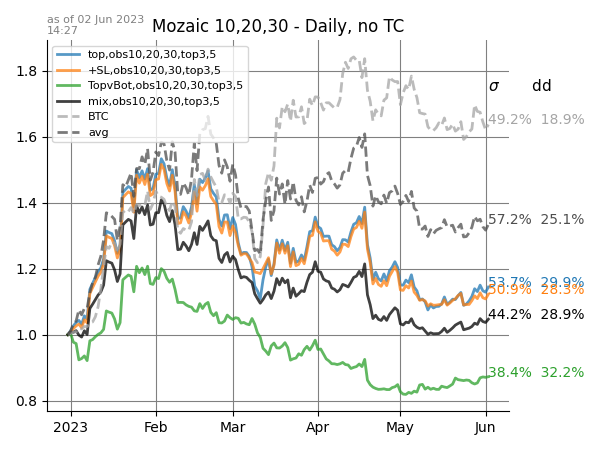 as of 02 Jun 2023
14:27
Mozaic 10,20,30 - Daily, no TC
top,obs10,20,30,top3,5
+SL,obs10,20,30,top3,5
TopvBot,obs10,20,30,top3,5
mix,obs10,20,30,top3,5
BTC
avg
σ dd
49.2% 18.9%
57.2% 25.1%
53.7% 29.9%
50.9% 28.3%
44.2% 28.9%
38.4% 32.2%
1.8
1.6
1.4
1.2
1.0
0.8
2023 Feb Mar Apr May Jun